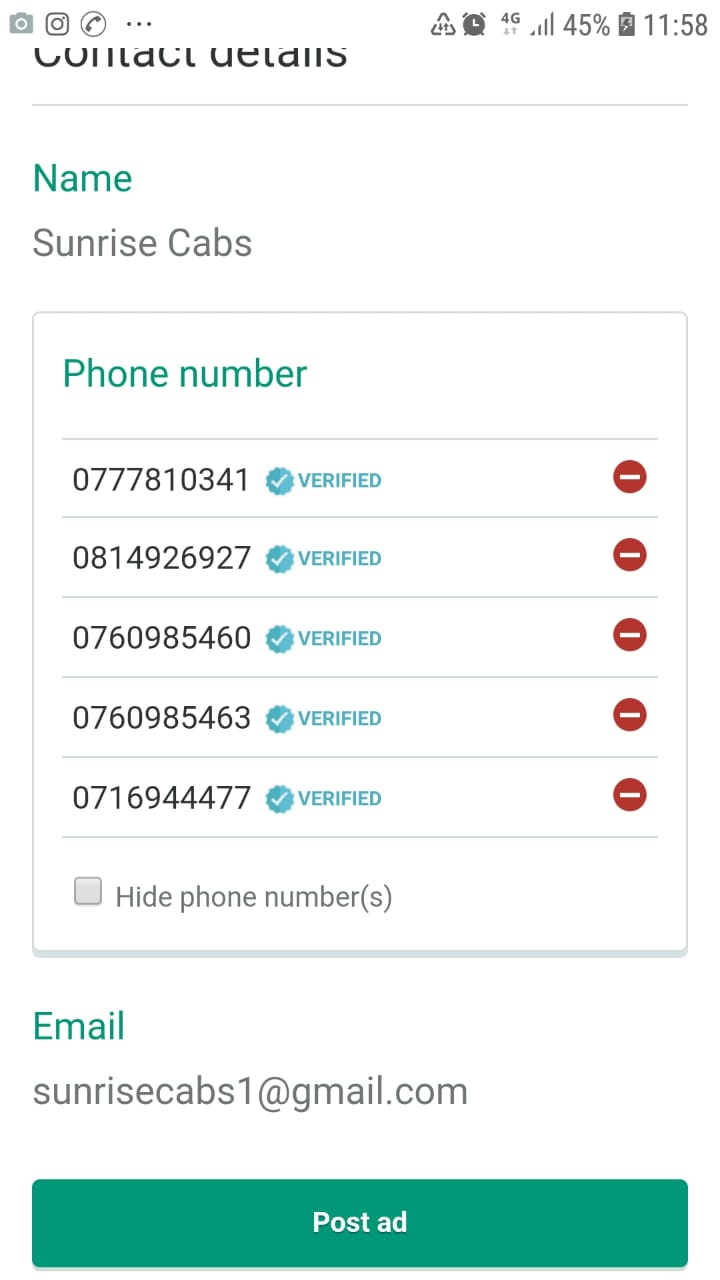 4G 45% 11:58
Contact details
Name
Sunrise Cabs
Phone number
0777810341 VERIFIED
0814926927 VERIFIED
0760985460 VERIFIED
0760985463 VERIFIED
0716944477 VERIFIED
Hide phone number(s)
Email
sunrisecabs1@gmail.com
Post ad